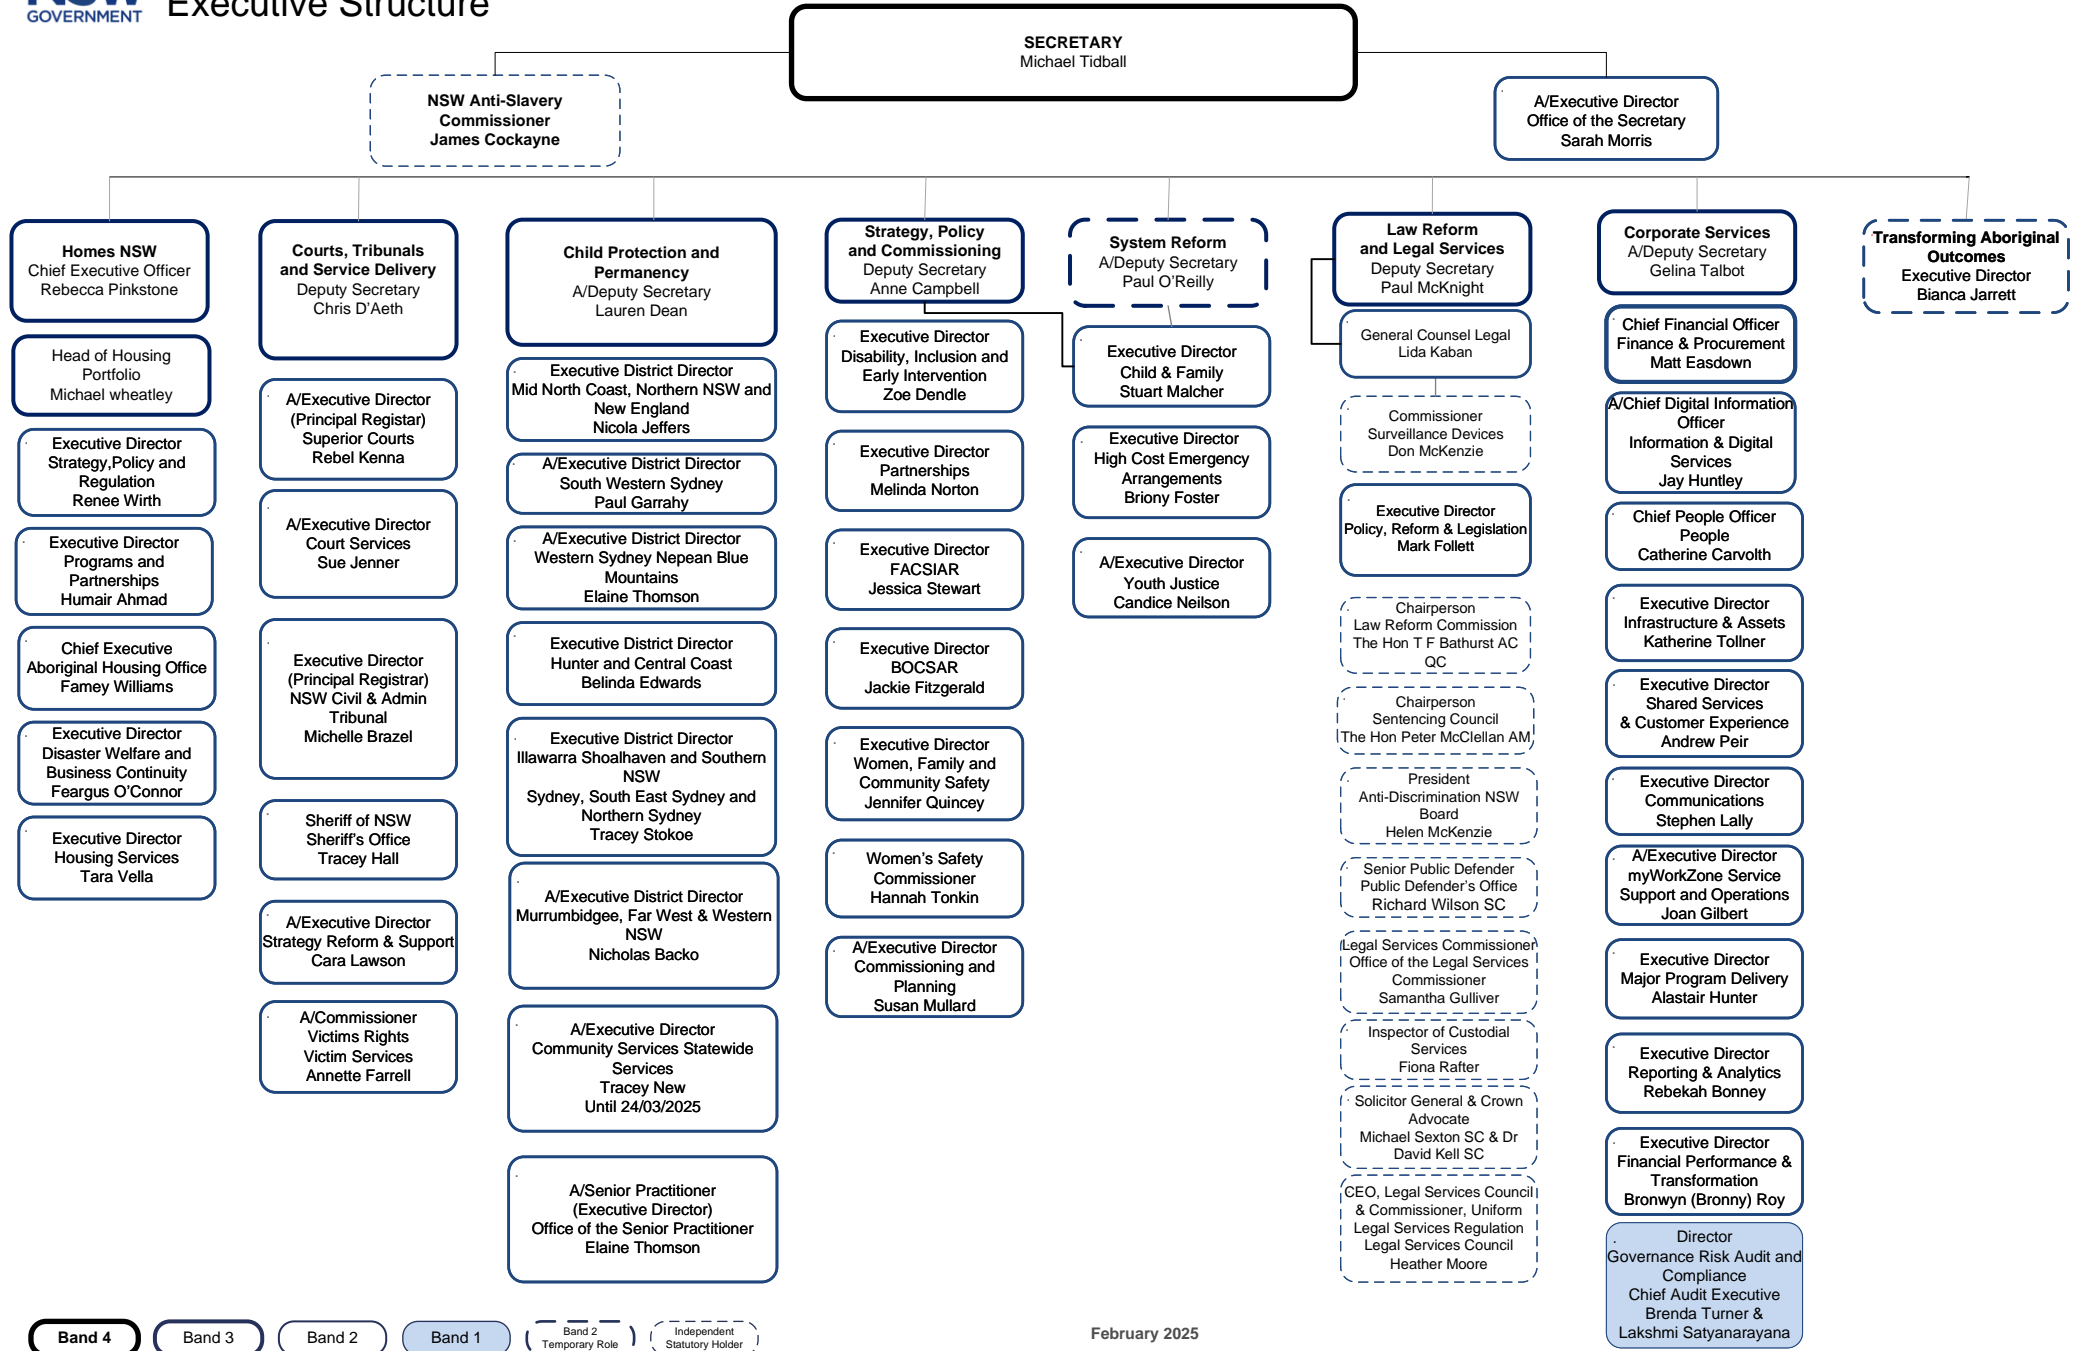 NSW
GOVERNMENT
Executive Structure
SECRETARY
Michael Tidball
NSW Anti-Slavery
Commissioner
James Cockayne
A/Executive Director
Office of the Secretary
Sarah Morris
Homes NSW
Chief Executive Officer
Rebecca Pinkstone
Head of Housing
Portfolio
Michael wheatley
Executive Director
Strategy,Policy and
Regulation
Renee Wirth
Executive Director
Programs and
Partnerships
Humair Ahmad
Chief Executive
Aboriginal Housing Office
Famey Williams
Executive Director
Disaster Welfare and
Business Continuity
Feargus O'Connor
Executive Director
Housing Services
Tara Vella
Courts, Tribunals
and Service Delivery
Deputy Secretary
Chris D'Aeth
A/Executive Director
(Principal Registar)
Superior Courts
Rebel Kenna
A/Executive Director
Court Services
Sue Jenner
Executive Director
(Principal Registrar)
NSW Civil & Admin
Tribunal
Michelle Brazel
Sheriff of NSW
Sheriff's Office
Tracey Hall
A/Executive Director
Strategy Reform & Support
Cara Lawson
A/Commissioner
Victims Rights
Victim Services
Annette Farrell
Child Protection and
Permanency
A/Deputy Secretary
Lauren Dean
Executive District Director
Mid North Coast, Northern NSW and
New England
Nicola Jeffers
A/Executive District Director
South Western Sydney
Paul Garrahy
A/Executive District Director
Western Sydney Nepean Blue
Mountains
Elaine Thomson
Executive District Director
Hunter and Central Coast
Belinda Edwards
Executive District Director
Illawarra Shoalhaven and Southern
NSW
Sydney, South East Sydney and
Northern Sydney
Tracey Stokoe
A/Executive District Director
Murrumbidgee, Far West & Western
NSW
Nicholas Backo
A/Executive Director
Community Services Statewide
Services
Tracey New
Until 24/03/2025
A/Senior Practitioner
(Executive Director)
Office of the Senior Practitioner
Elaine Thomson
Strategy, Policy
and Commissioning
Deputy Secretary
Anne Campbell
Executive Director
Disability, Inclusion and
Early Intervention
Zoe Dendle
Executive Director
Partnerships
Melinda Norton
Executive Director
FACSIAR
Jessica Stewart
Executive Director
BOCSAR
Jackie Fitzgerald
Executive Director
Women, Family and
Community Safety
Jennifer Quincey
Women's Safety
Commissioner
Hannah Tonkin
A/Executive Director
Commissioning and
Planning
Susan Mullard
System Reform
A/Deputy Secretary
Paul O'Reilly
Executive Director
Child & Family
Stuart Malcher
Executive Director
High Cost Emergency
Arrangements
Briony Foster
A/Executive Director
Youth Justice
Candice Neilson
Law Reform
and Legal Services
Deputy Secretary
Paul McKnight
General Counsel Legal
Lida Kaban
Commissioner
Surveillance Devices
Don McKenzie
Executive Director
Policy, Reform & Legislation
Mark Follett
Chairperson
Law Reform Commission
The Hon T F Bathurst AC
QC
Chairperson
Sentencing Council
The Hon Peter McClellan AM
President
Anti-Discrimination NSW
Board
Helen McKenzie
Senior Public Defender
Public Defender's Office
Richard Wilson SC
Legal Services Commissioner
Office of the Legal Services
Commissioner
Samantha Gulliver
Inspector of Custodial
Services
Fiona Rafter
Solicitor General & Crown
Advocate
Michael Sexton SC & Dr
David Kell SC
CEO, Legal Services Council
& Commissioner, Uniform
Legal Services Regulation
Legal Services Council
Heather Moore
Corporate Services
A/Deputy Secretary
Gelina Talbot
Chief Financial Officer
Finance & Procurement
Matt Easdown
A/Chief Digital Information
Officer
Information & Digital
Services
Jay Huntley
Chief People Officer
People
Catherine Carvolth
Executive Director
Infrastructure & Assets
Katherine Tollner
Executive Director
Shared Services
& Customer Experience
Andrew Peir
Executive Director
Communications
Stephen Lally
A/Executive Director
myWorkZone Service
Support and Operations
Joan Gilbert
Executive Director
Major Program Delivery
Alastair Hunter
Executive Director
Reporting & Analytics
Rebekah Bonney
Executive Director
Financial Performance &
Transformation
Bronwyn (Bronny) Roy
Director
Governance Risk Audit and
Compliance
Chief Audit Executive
Brenda Turner &
Lakshmi Satyanarayana
Transforming Aboriginal
Outcomes
Executive Director
Bianca Jarrett
Band 4
Band 3
Band 2
Band 1
Band 2
Temporary Role
Independent
Statutory Holder
February 2025